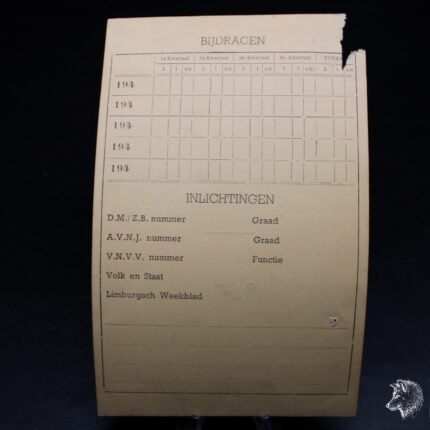 BIJDRAGEN
1e Kwartaal 2e Kwartaal 3e Kwartaal 4e Kwartaal
194
194
194
194
194
INLICHTINGEN
D.M./Z.B. nummer Graad
A.V.N.J. nummer Graad
V.N.V.V. nummer Functie
Volk en Staat
Limburgsch Weekblad